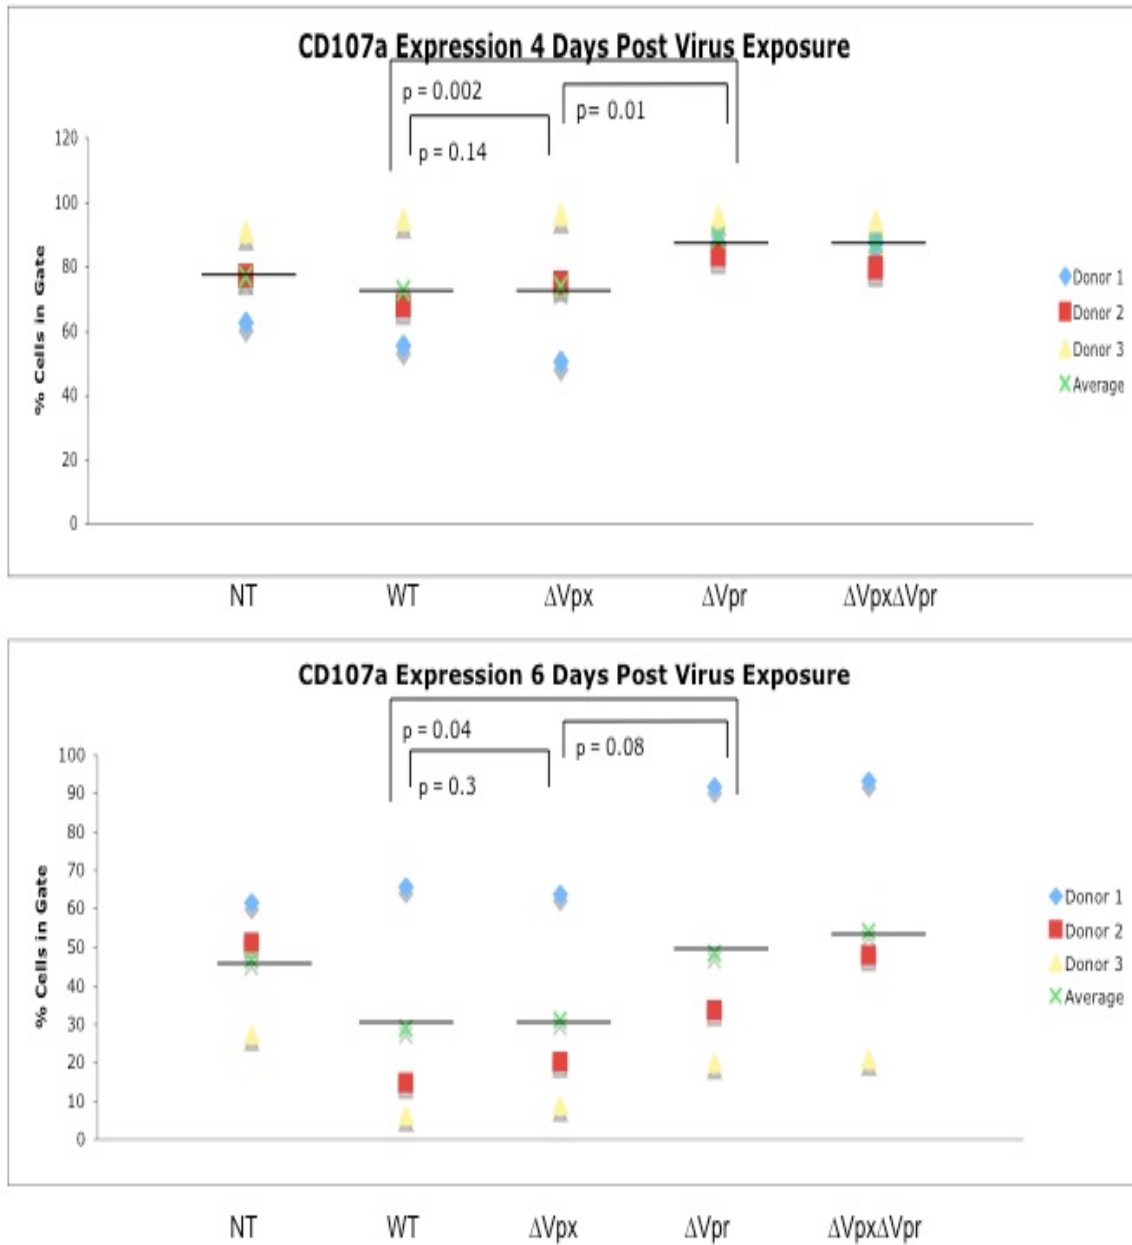 CD107a Expression 4 Days Post Virus Exposure
p = 0.002
p= 0.01
p = 0.14
% Cells in Gate
120
100
80
60
40
20
0
Donor 1
Donor 2
Donor 3
Average
NT WT ΔVpx ΔVpr ΔVpxΔVpr
CD107a Expression 6 Days Post Virus Exposure
p = 0.04
p = 0.08
p = 0.3
% Cells in Gate
100
90
80
70
60
50
40
30
20
10
0
Donor 1
Donor 2
Donor 3
Average
NT WT ΔVpx ΔVpr ΔVpxΔVpr